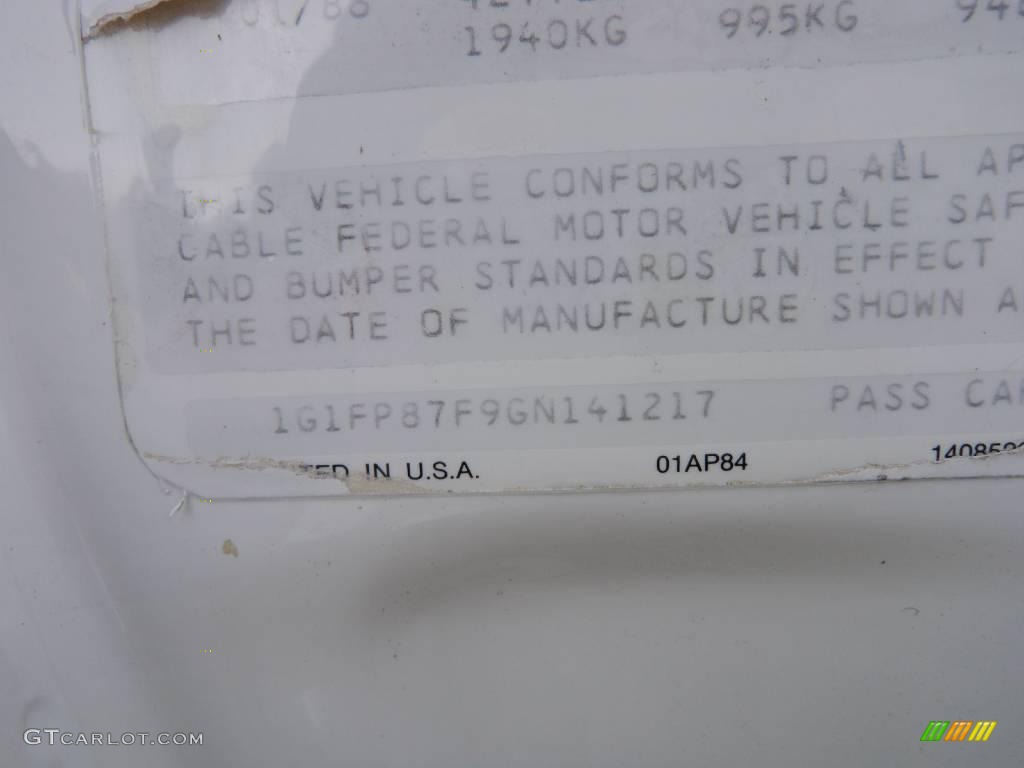 1940KG 995KG
THIS VEHICLE CONFORMS TO ALL AP
CABLE FEDERAL MOTOR VEHICLE SAF
AND BUMPER STANDARDS IN EFFECT
THE DATE OF MANUFACTURE SHOWN A
1G1FP87F9GN141217 PASS CAR
IN U.S.A. 01AP84
GTCARLOT.COM